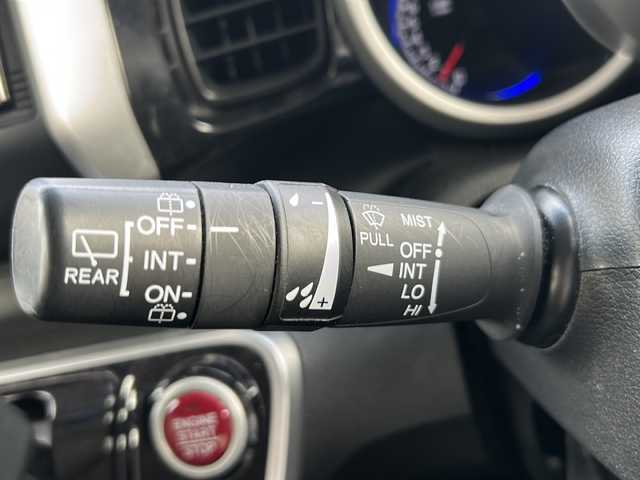 REAR
OFF
INT
ON
-
+
PULL
MIST
OFF
INT
LO
HI
ENGINE
START
STOP